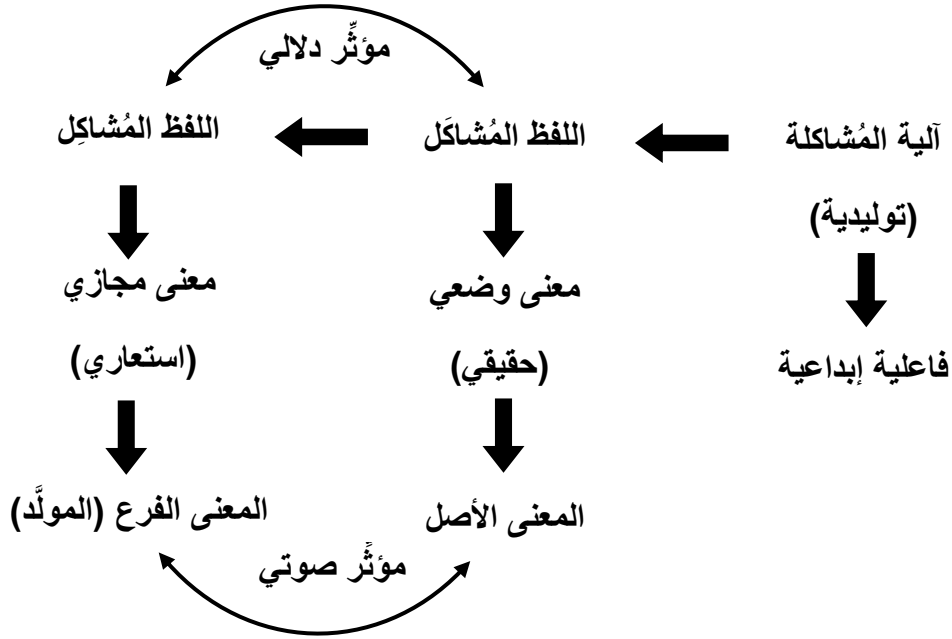 مؤثِّر دلالي
آلية المُشاكلة
اللفظ المُشاكَل
اللفظ المُشاكِل
(توليدية)
معنى وضعي
معنى مجازي
فاعلية إبداعية
(حقيقي)
(استعاري)
المعنى الأصل
المعنى الفرع (المولَّد)
مؤثِّر صوتي